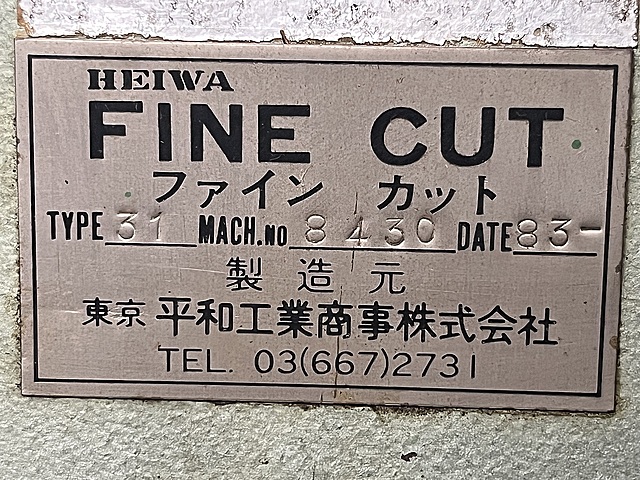 HEIWA
FINE CUT
ファイン カット
TYPE 31 MACH.NO 8430 DATE 83-
製造元
東京 平和工業商事株式会社
TEL. 03(667)2731